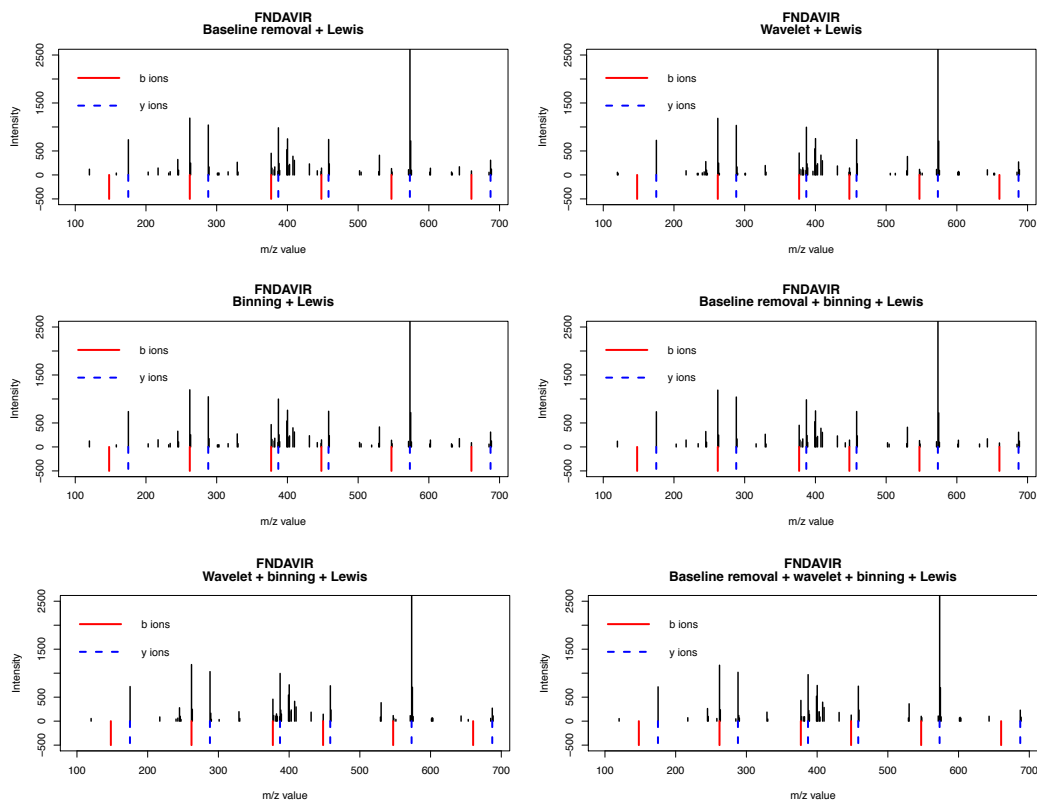 FNDAVIR
Baseline removal + Lewis
2500
1500
500
0
−500
Intensity
b ions
y ions
100 200 300 400 500 600 700
m/z value
FNDAVIR
Wavelet + Lewis
2500
1500
500
0
−500
Intensity
b ions
y ions
100 200 300 400 500 600 700
m/z value
FNDAVIR
Binning + Lewis
2500
1500
500
0
−500
Intensity
b ions
y ions
100 200 300 400 500 600 700
m/z value
FNDAVIR
Baseline removal + binning + Lewis
2500
1500
500
0
−500
Intensity
b ions
y ions
100 200 300 400 500 600 700
m/z value
FNDAVIR
Wavelet + binning + Lewis
2500
1500
500
0
−500
Intensity
b ions
y ions
100 200 300 400 500 600 700
m/z value
FNDAVIR
Baseline removal + wavelet + binning + Lewis
2500
1500
500
0
−500
Intensity
b ions
y ions
100 200 300 400 500 600 700
m/z value